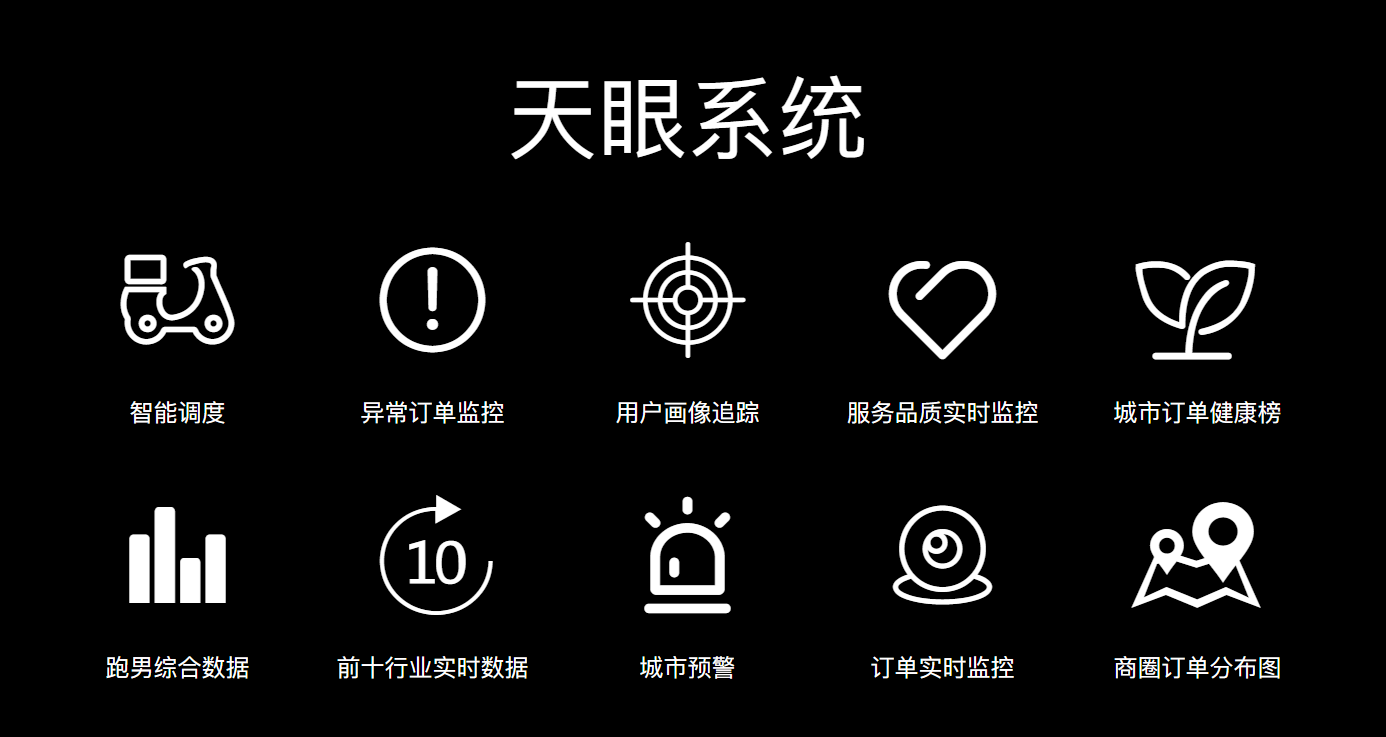 天眼系统
智能调度
异常订单监控
用户画像追踪
服务品质实时监控
城市订单健康榜
10
跑男综合数据
前十行业实时数据
城市预警
订单实时监控
商圈订单分布图